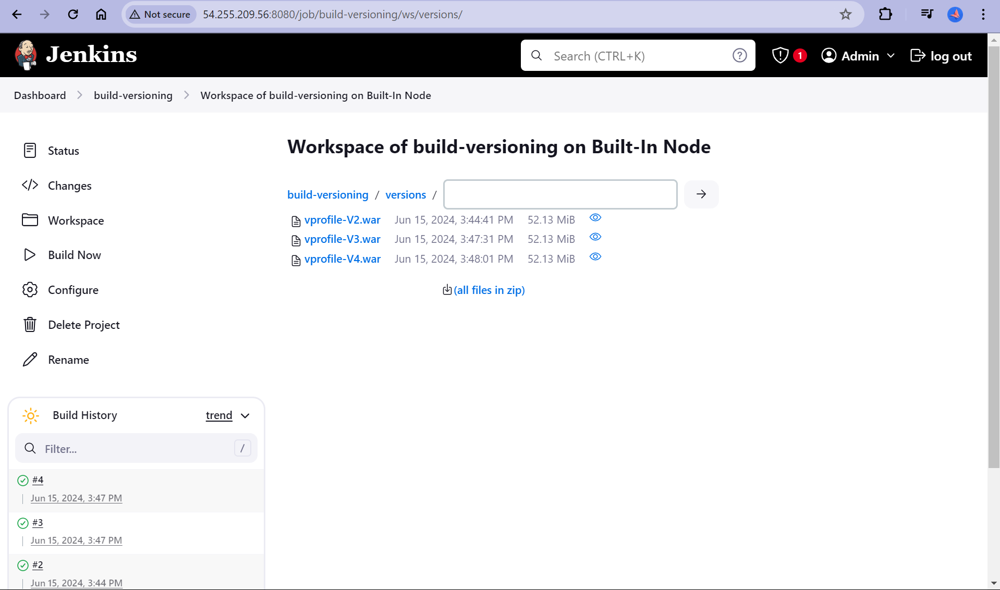 Not secure 54.255.209.56:8080/job/build-versioning/ws/versions/
Jenkins
Search (CTRL+K)
?
1
Admin
log out
Dashboard
build-versioning
Workspace of build-versioning on Built-In Node
Status
Changes
Workspace
Build Now
Configure
Delete Project
Rename
Build History
trend
Filter...
/
#4
Jun 15, 2024, 3:47 PM
#3
Jun 15, 2024, 3:47 PM
#2
Jun 15, 2024, 3:44 PM
Workspace of build-versioning on Built-In Node
build-versioning / versions /
vprofile-V2.war Jun 15, 2024, 3:44:41 PM 52.13 MiB
vprofile-V3.war Jun 15, 2024, 3:47:31 PM 52.13 MiB
vprofile-V4.war Jun 15, 2024, 3:48:01 PM 52.13 MiB
(all files in zip)